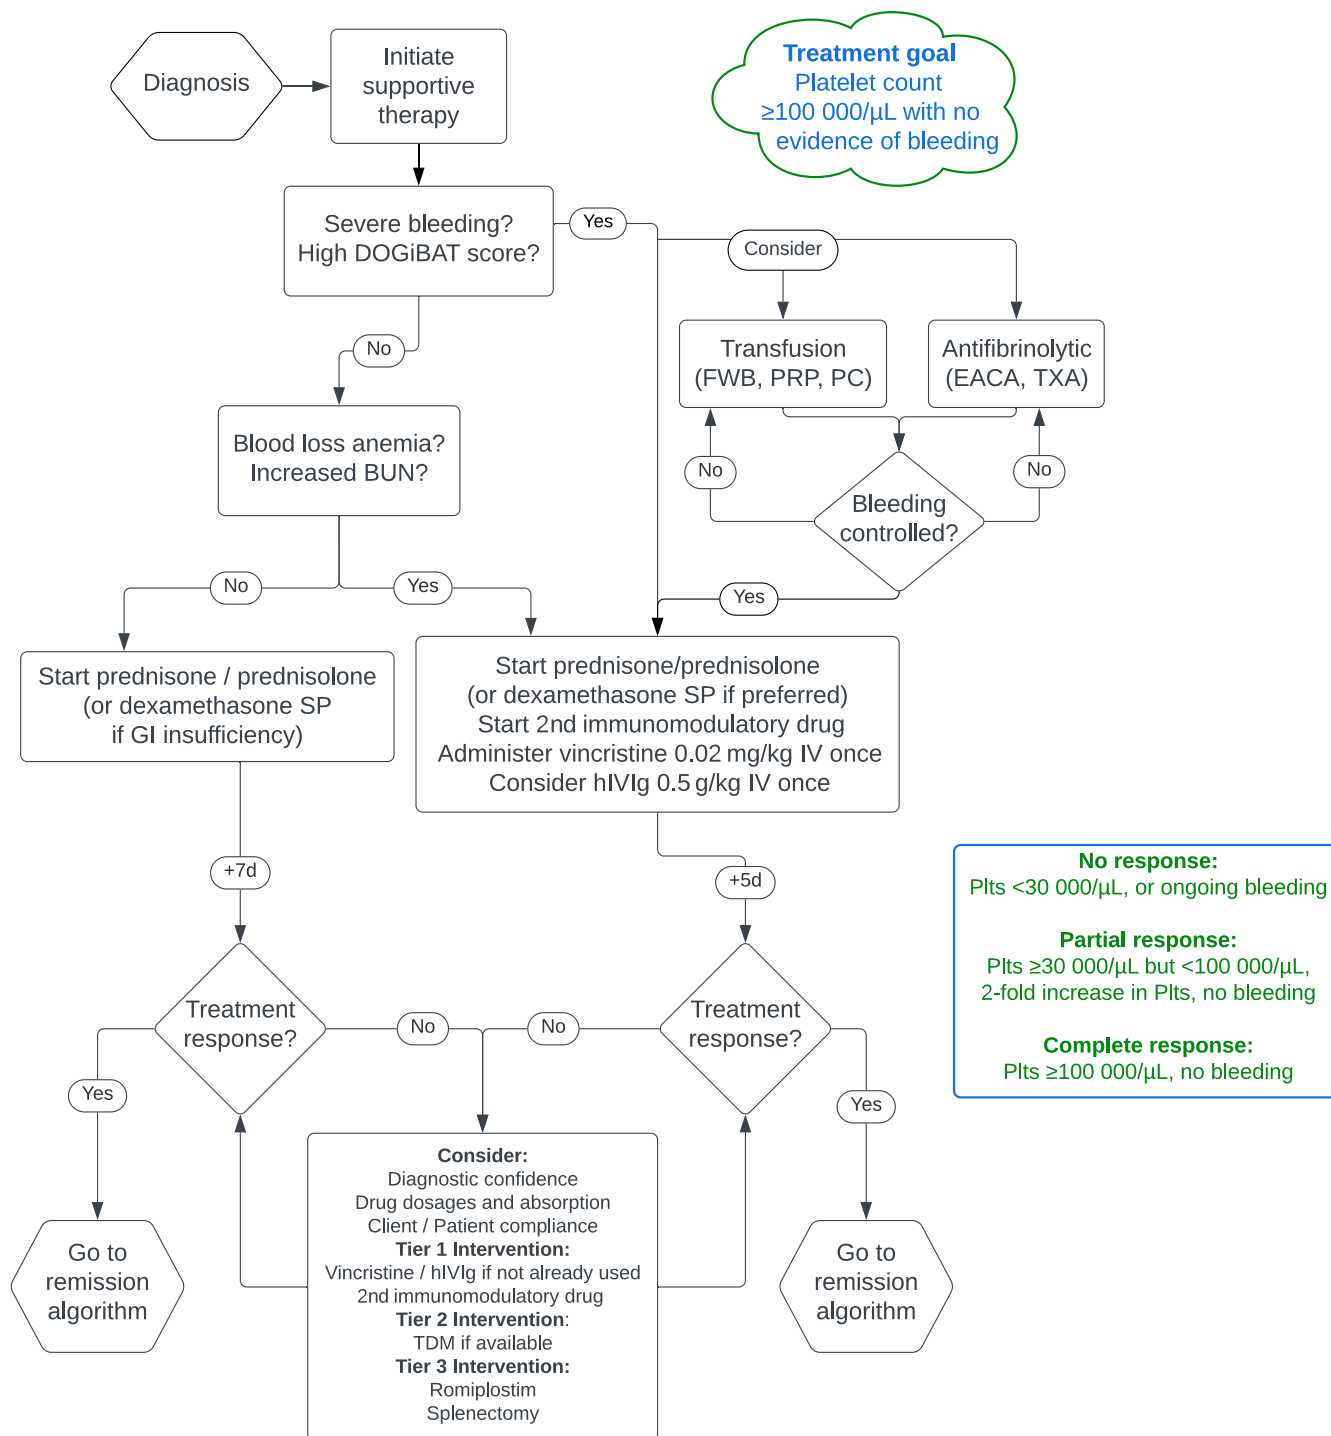 Diagnosis
Initiate
supportive
therapy
Treatment goal
Platelet count
≥100 000/µL with no
evidence of bleeding
Severe bleeding?
High DOGiBAT score?
Yes
Consider
No
Transfusion
(FWB, PRP, PC)
Antifibrinolytic
(EACA, TXA)
Blood loss anemia?
Increased BUN?
No
No
Bleeding
controlled?
No
Yes
Yes
Start prednisone / prednisolone
(or dexamethasone SP
if GI insufficiency)
Start prednisone/prednisolone
(or dexamethasone SP if preferred)
Start 2nd immunomodulatory drug
Administer vincristine 0.02 mg/kg IV once
Consider hIVIg 0.5 g/kg IV once
+7d
+5d
No response:
Plts <30 000/µL, or ongoing bleeding
Partial response:
Plts ≥30 000/µL but <100 000/µL,
2-fold increase in Plts, no bleeding
Complete response:
Plts ≥100 000/µL, no bleeding
Treatment
response?
No
No
Treatment
response?
Yes
Yes
Consider:
Diagnostic confidence
Drug dosages and absorption
Client / Patient compliance
Tier 1 Intervention:
Vincristine / hIVIg if not already used
2nd immunomodulatory drug
Tier 2 Intervention:
TDM if available
Tier 3 Intervention:
Romiplostim
Splenectomy
Go to
remission
algorithm
Go to
remission
algorithm